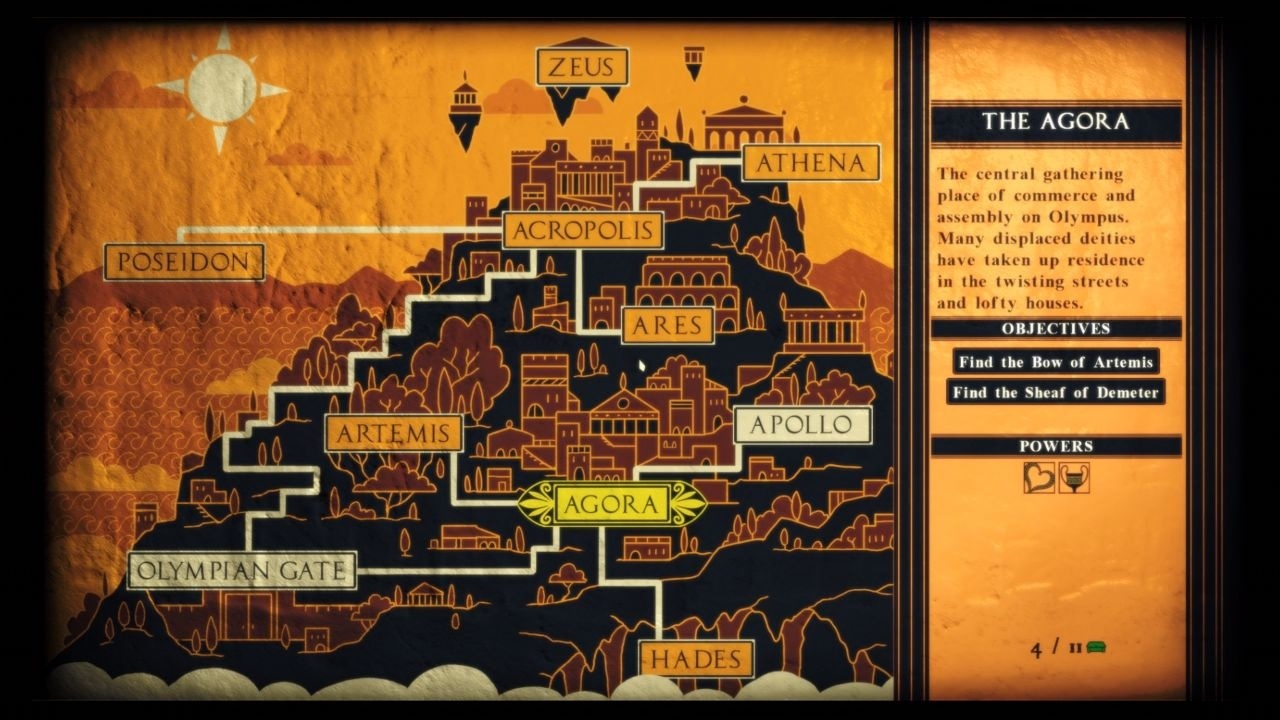 ZEUS
ATHENA
ACROPOLIS
POSEIDON
ARES
ARTEMIS
APOLLO
AGORA
OLYMPIAN GATE
HADES
THE AGORA
The central gathering
place of commerce and
assembly on Olympus.
Many displaced deities
have taken up residence
in the twisting streets
and lofty houses.
OBJECTIVES
Find the Bow of Artemis
Find the Sheaf of Demeter
POWERS
4 / 11